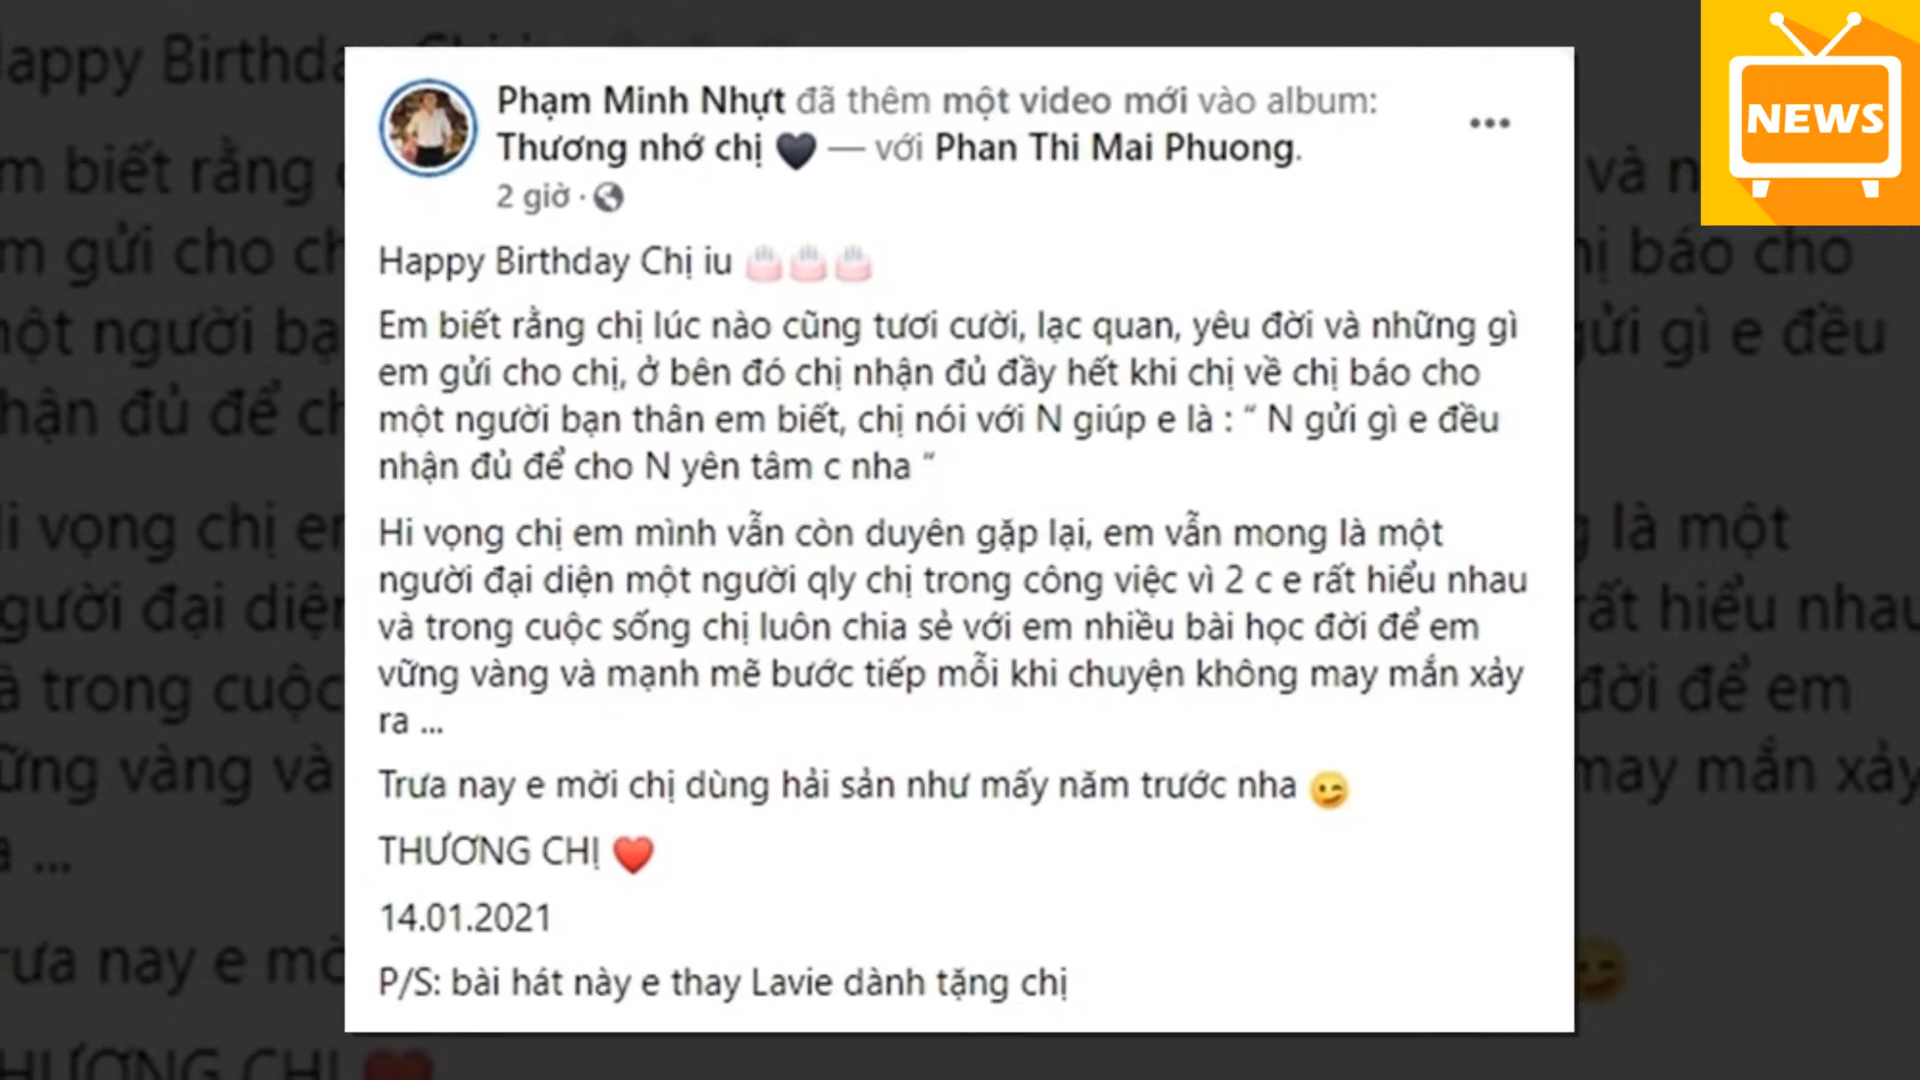 Phạm Minh Nhựt đã thêm một video mới vào album:
Thương nhớ chị 🖤 — với Phan Thi Mai Phuong.
2 giờ ·
Happy Birthday Chị iu 🎂🎂🎂
Em biết rằng chị lúc nào cũng tươi cười, lạc quan, yêu đời và những gì
em gửi cho chị, ở bên đó chị nhận đủ đầy hết khi chị về chị báo cho
một người bạn thân em biết, chị nói với N giúp e là : “ N gửi gì e đều
nhận đủ để cho N yên tâm c nha “
Hi vọng chị em mình vẫn còn duyên gặp lại, em vẫn mong là một
người đại diện một người qly chị trong công việc vì 2 c e rất hiểu nhau
và trong cuộc sống chị luôn chia sẻ với em nhiều bài học đời để em
vững vàng và mạnh mẽ bước tiếp mỗi khi chuyện không may mắn xảy
ra ...
Trưa nay e mời chị dùng hải sản như mấy năm trước nha 😉
THƯƠNG CHỊ ❤️
14.01.2021
P/S: bài hát này e thay Lavie dành tặng chị
NEWS